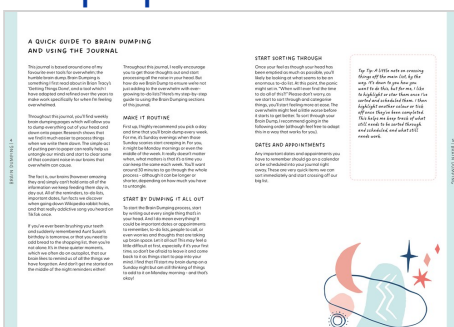 A QUICK GUIDE TO BRAIN DUMPING
AND USING THE JOURNAL
This journal is based around one of my
favourite ever tools for overwhelm; the
humble brain dump. Brain Dumping is
something I first read about in Brian Tracy's
'Getting Things Done', and a tool which I
have adapted and refined over the years to
make work specifically for when I'm feeling
overwhelmed.
Throughout this journal, you'll find weekly
brain dumping pages which will allow you
to dump everything out of your head and
down onto paper. Research shows that
we find it much easier to process things
when we write them down. The simple act
of putting pen to paper can really help us
untangle our minds and start to clear some
of that constant noise in our brains that
overwhelm can cause.
The fact is, our brains (however amazing
they are) simply can't hold onto all of the
information we keep feeding them day in,
day out. All of the reminders, to-do lists,
important dates, fun facts we discover
when going down Wikipedia rabbit holes,
and that really addictive song you heard on
TikTok once.
If you've ever been brushing your teeth
and suddenly remembered Aunt Susan's
birthday is tomorrow, or that you need to
add bread to the shopping list, then you're
not alone. It's in these quieter moments,
which we often do on autopilot, that our
brain likes to remind us of all the things we
have forgotten. And don't get me started on
the middle of the night reminders either!
Throughout this journal, I really encourage
you to get those thoughts out and start
processing all the noise in your head. But
how do we Brain Dump to ensure we're not
just adding to the overwhelm with ever-
growing to-do lists? Here's my step-by-step
guide to using the Brain Dumping sections
of this journal.
MAKE IT ROUTINE
First up, I highly recommend you pick a day
and time that you'll brain dump every week.
For me, it's Sunday evenings when those
Sunday scaries start creeping in. For you,
it might be Monday mornings or even the
middle of the week. It really doesn't matter
when, what matters is that it's a time you
can keep the same each week. You'll want
around 30 minutes to go through the whole
process - although it can be longer or
shorter, depending on how much you have
to untangle.
START BY DUMPING IT ALL OUT
To start the Brain Dumping process, start
by writing out every single thing that's in
your head. And I do mean everything! It
could be important dates or appointments
to remember, to-do lists, people to call, or
even worries and thoughts that are taking
up brain space. Let it all out! This may feel a
little difficult at first, especially if it's your first
time, so don't be afraid to leave it and come
back to it as things start to pop into your
mind. I find that I'll start my brain dump on a
Sunday night but am still thinking of things
to add to it on Monday morning - and that's
okay!
START SORTING THROUGH
Once you feel as though your head has
been emptied as much as possible, you'll
likely be looking at what seems to be an
enormous to-do list. At this point, the panic
might set in. "When will I ever find the time
to do all of this?!" Please don't worry, as
we start to sort through and categorise
things, you'll start feeling more at ease. The
overwhelm might feel a little worse before
it starts to get better. To sort through your
Brain Dump, I recommend going in the
following order (although feel free to adapt
this in a way that works for you).
DATES AND APPOINTMENTS
Any important dates and appointments you
have to remember should go on a calendar
or be scheduled into your journal right
away. These are very quick items we can
sort immediately and start crossing off our
big list.
Top Tip: A little note on crossing
things off the main list, by the
way. It's down to you how you
want to do this, but for me, I like
to highlight over them once I've
sorted and scheduled them. I then
highlight another colour or tick
off once they've been completed.
This helps me keep track of what
still needs to be sorted through
and scheduled, and what still
needs work.
BRAIN DUMPING